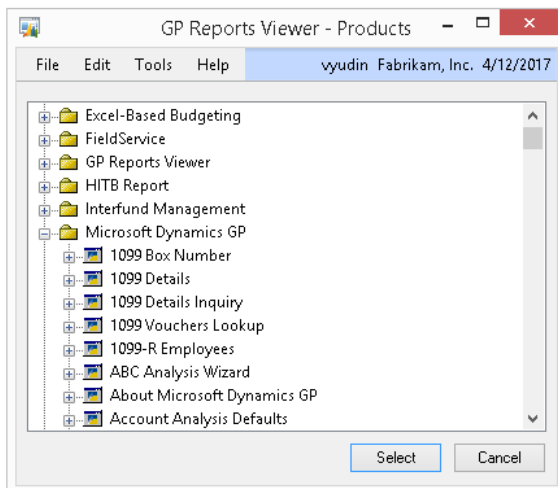 GP Reports Viewer - Products
File Edit Tools Help vyudin Fabrikam, Inc. 4/12/2017
Excel-Based Budgeting
FieldService
GP Reports Viewer
HITB Report
Interfund Management
Microsoft Dynamics GP
1099 Box Number
1099 Details
1099 Details Inquiry
1099 Vouchers Lookup
1099-R Employees
ABC Analysis Wizard
About Microsoft Dynamics GP
Account Analysis Defaults
Select Cancel